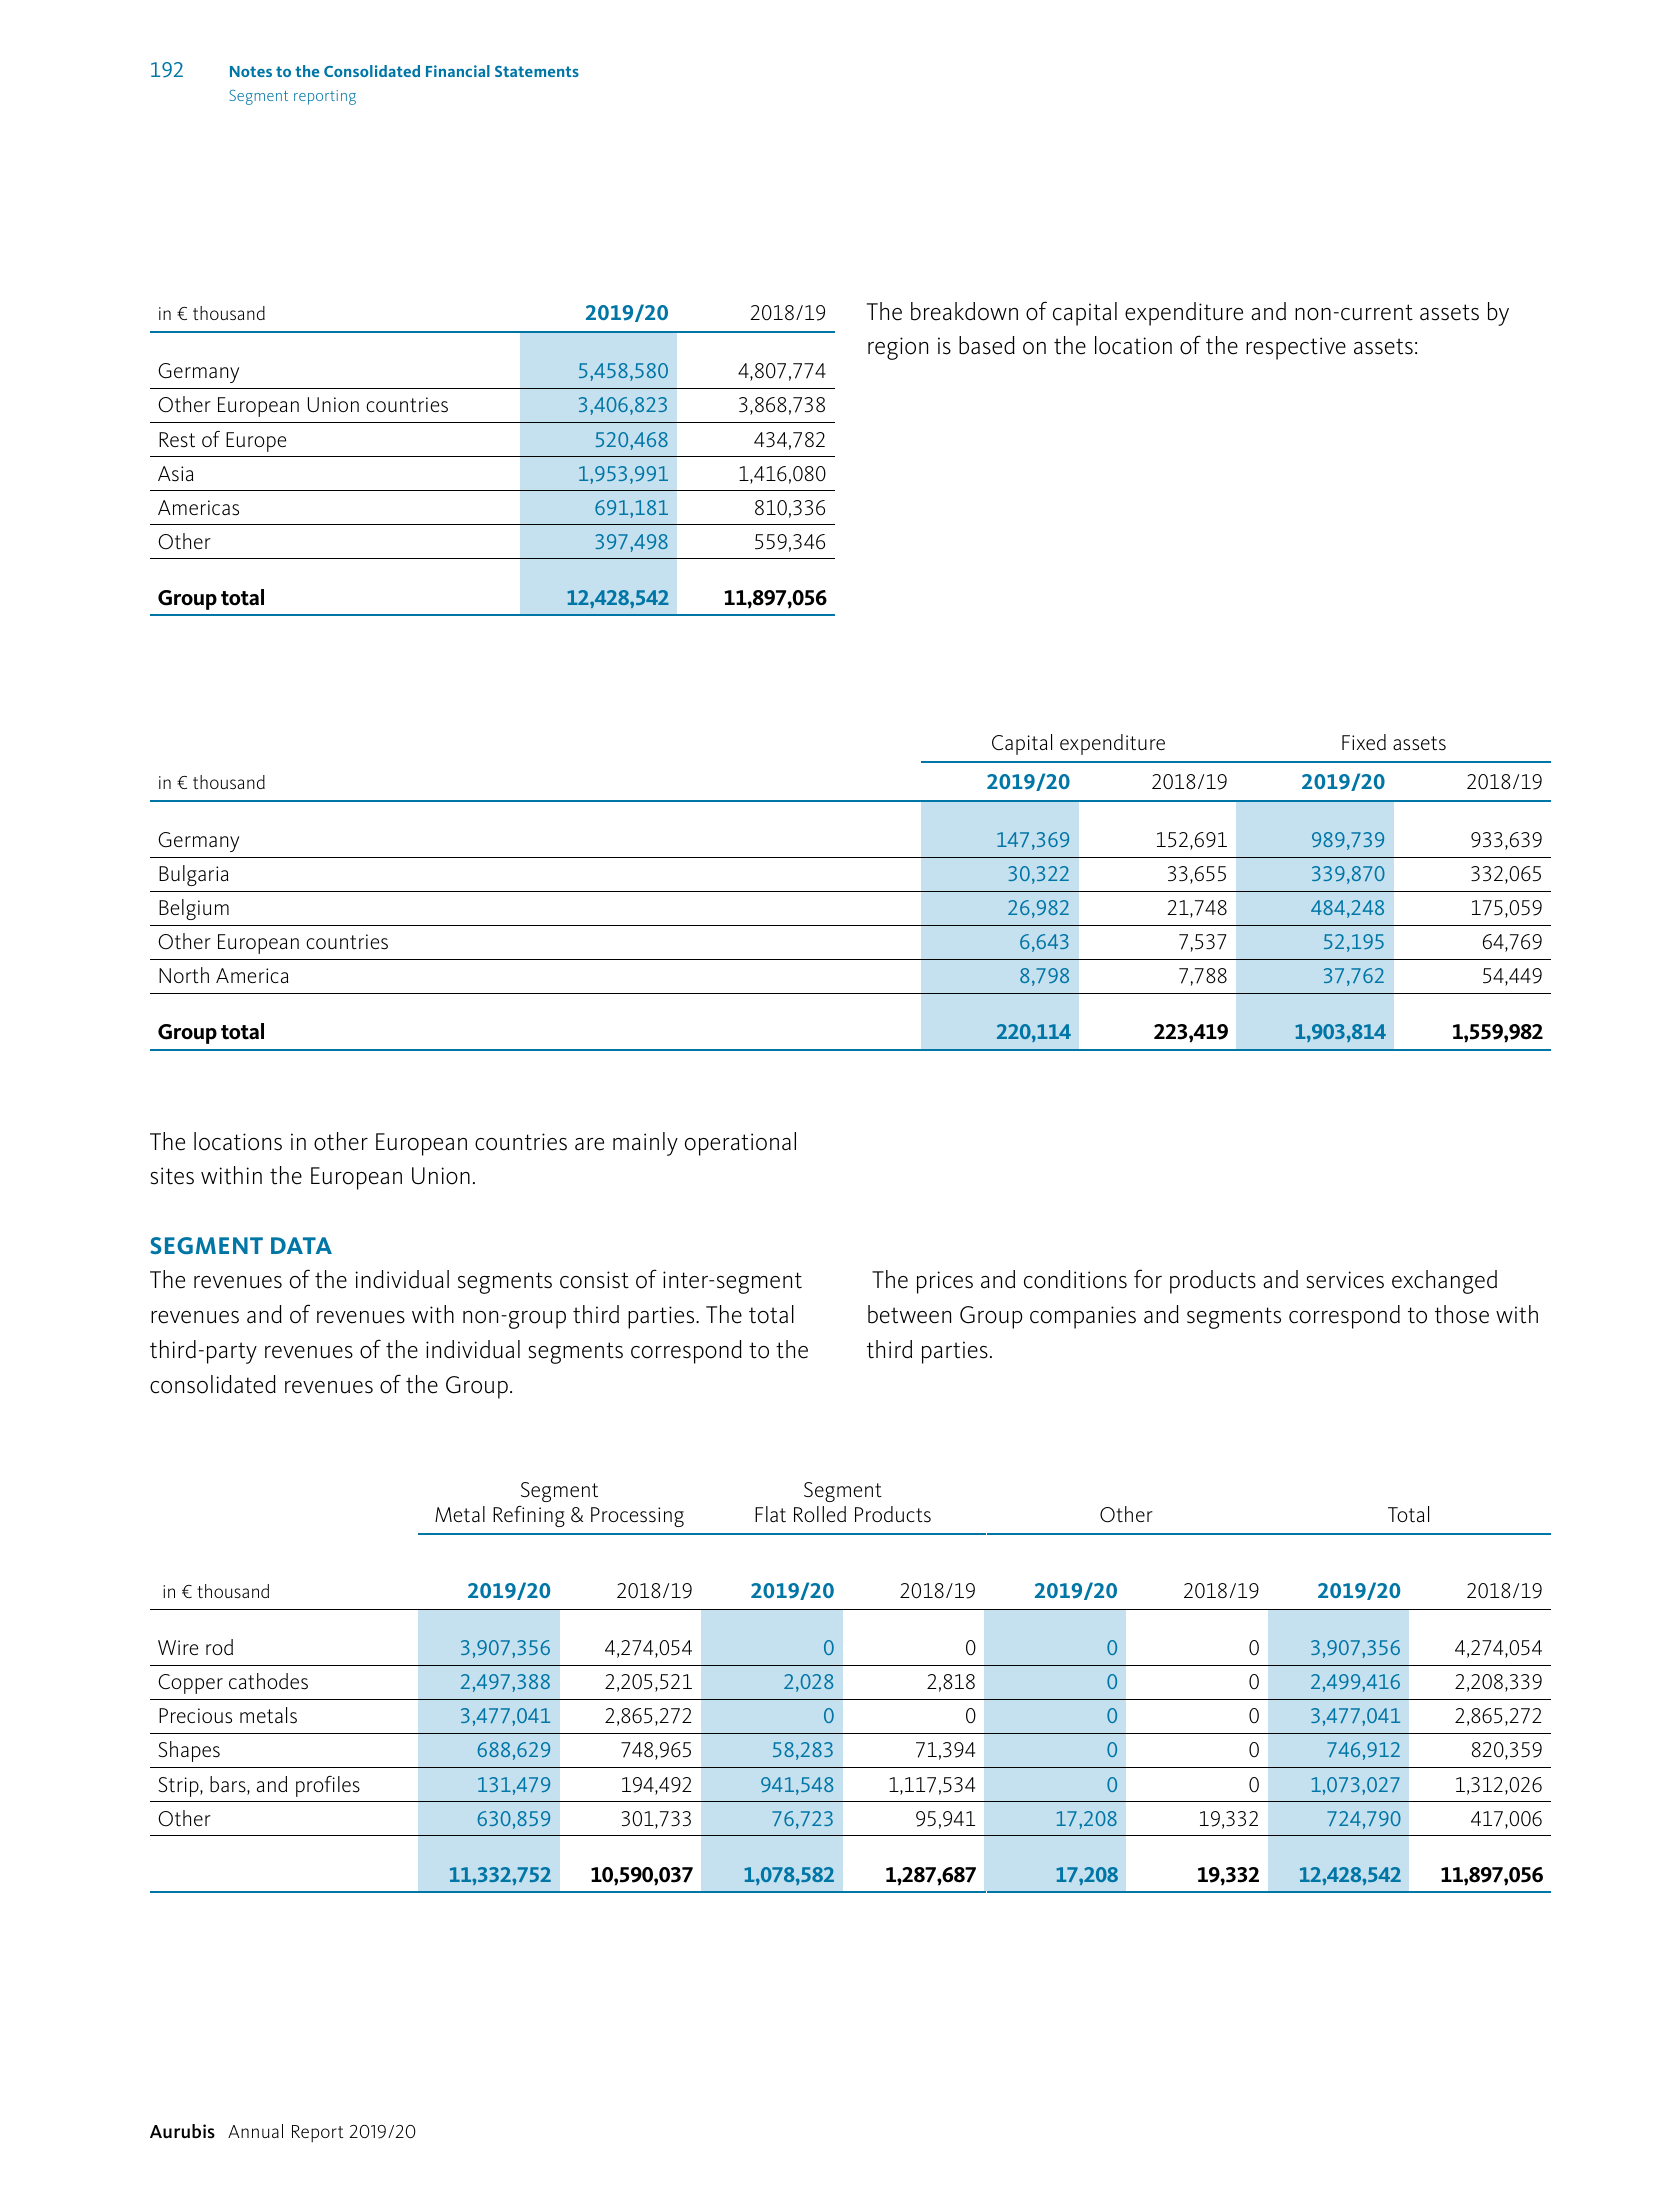 192 Notes to the Consolidated Financial Statements
Segment reporting
in € thousand 2019/20 2018/19
Germany 5,458,580 4,807,774
Other European Union countries 3,406,823 3,868,738
Rest of Europe 520,468 434,782
Asia 1,953,991 1,416,080
Americas 691,181 810,336
Other 397,498 559,346
Group total 12,428,542 11,897,056
The breakdown of capital expenditure and non-current assets by
region is based on the location of the respective assets:
Capital expenditure Fixed assets
in € thousand 2019/20 2018/19 2019/20 2018/19
Germany 147,369 152,691 989,739 933,639
Bulgaria 30,322 33,655 339,870 332,065
Belgium 26,982 21,748 484,248 175,059
Other European countries 6,643 7,537 52,195 64,769
North America 8,798 7,788 37,762 54,449
Group total 220,114 223,419 1,903,814 1,559,982
The locations in other European countries are mainly operational
sites within the European Union.
SEGMENT DATA
The revenues of the individual segments consist of inter-segment
revenues and of revenues with non-group third parties. The total
third-party revenues of the individual segments correspond to the
consolidated revenues of the Group.
The prices and conditions for products and services exchanged
between Group companies and segments correspond to those with
third parties.
Segment Segment
Metal Refining & Processing Flat Rolled Products Other Total
in € thousand 2019/20 2018/19 2019/20 2018/19 2019/20 2018/19 2019/20 2018/19
Wire rod 3,907,356 4,274,054 0 0 0 0 3,907,356 4,274,054
Copper cathodes 2,497,388 2,205,521 2,028 2,818 0 0 2,499,416 2,208,339
Precious metals 3,477,041 2,865,272 0 0 0 0 3,477,041 2,865,272
Shapes 688,629 748,965 58,283 71,394 0 0 746,912 820,359
Strip, bars, and profiles 131,479 194,492 941,548 1,117,534 0 0 1,073,027 1,312,026
Other 630,859 301,733 76,723 95,941 17,208 19,332 724,790 417,006
11,332,752 10,590,037 1,078,582 1,287,687 17,208 19,332 12,428,542 11,897,056
Aurubis Annual Report 2019/20